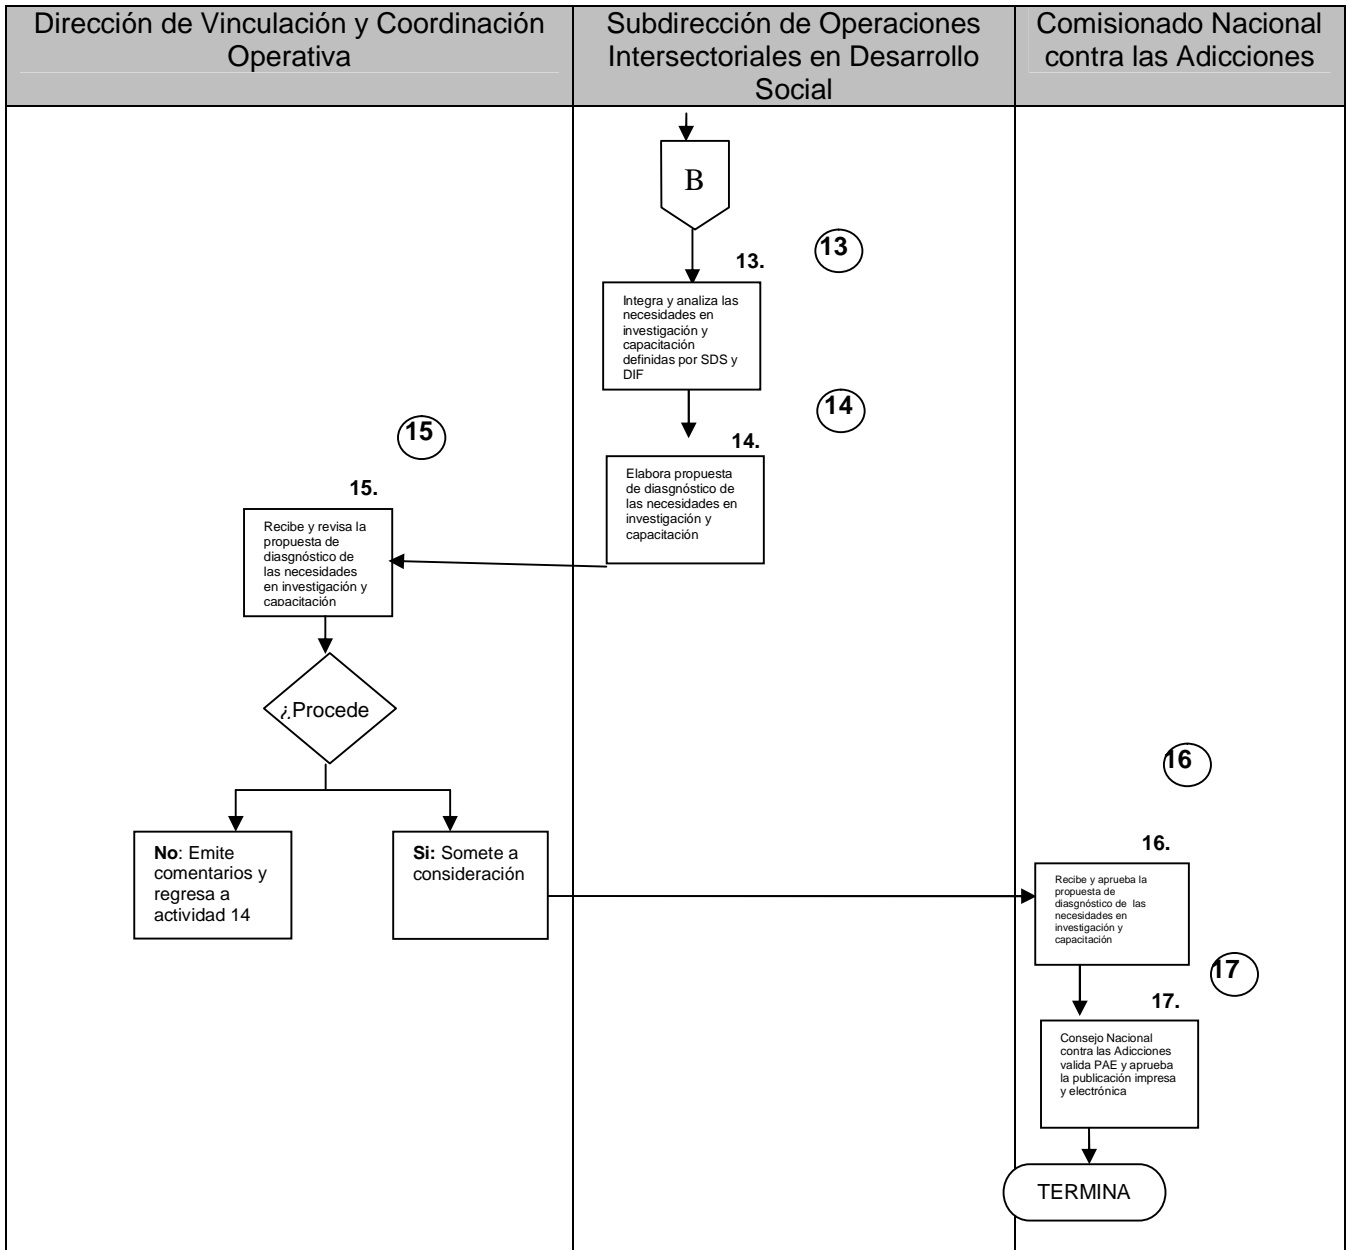 Dirección de Vinculación y Coordinación
Operativa
Subdirección de Operaciones
Intersectoriales en Desarrollo
Social
Comisionado Nacional
contra las Adicciones
B
13
13.
Integra y analiza las
necesidades en
investigación y
capacitación
definidas por SDS y
DIF
14
14.
Elabora propuesta
de diasgnóstico de
las necesidades en
investigación y
capacitación
15
15.
Recibe y revisa la
propuesta de
diasgnóstico de
las necesidades
en investigación y
capacitación
¿Procede
No: Emite
comentarios y
regresa a
actividad 14
Si: Somete a
consideración
16
16.
Recibe y aprueba la
propuesta de
diasgnóstico de las
necesidades en
investigación y
capacitación
17
17.
Consejo Nacional
contra las Adicciones
valida PAE y aprueba
la publicación impresa
y electrónica
TERMINA